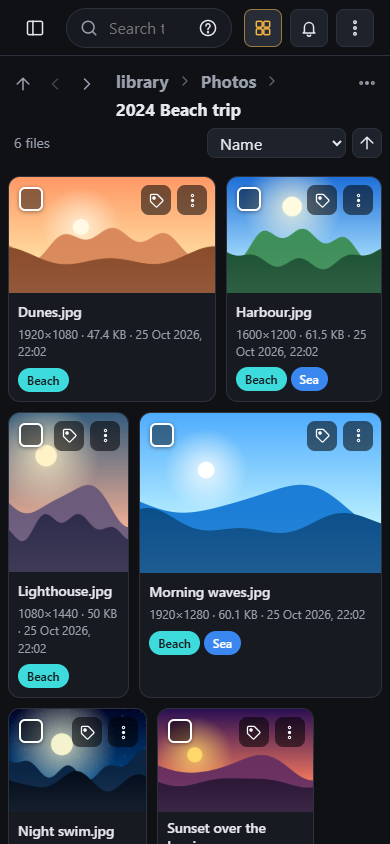 Search t
library > Photos >
2024 Beach trip
6 files
Name
Dunes.jpg
1920×1080 · 47.4 KB · 25 Oct 2026,
22:02
Beach
Harbour.jpg
1600×1200 · 61.5 KB · 25
Oct 2026, 22:02
Beach Sea
Lighthouse.jpg
1080×1440 · 50 KB
· 25 Oct 2026,
22:02
Beach
Morning waves.jpg
1920×1280 · 60.1 KB · 25 Oct 2026, 22:02
Beach Sea
Night swim.jpg
Sunset over the